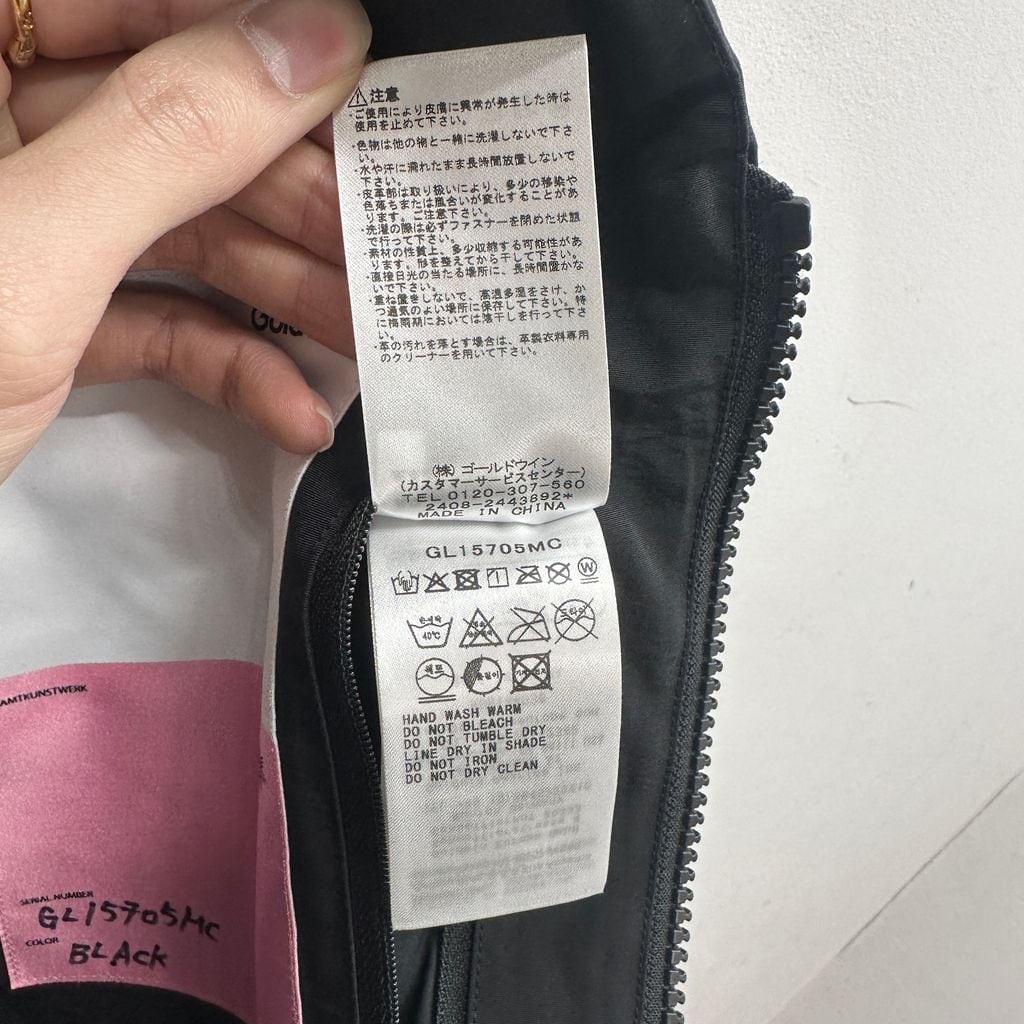 ⚠注意
・ご使用により皮膚に異常が発生した時は
使用を止めて下さい。
・色物は他の物と一緒に洗濯しないで下さ
い。
・水や汗に濡れたまま長時間放置しないで
下さい。
・皮革部は取り扱いにより、多少の移染や
色落ちまたは風合いが変化することがあ
ります。ご注意下さい。
・洗濯の際は必ずファスナーを閉めた状態
で行って下さい。
・素材の性質上、多少収縮する可能性があ
ります。形を整えてから干して下さい。
・直接日光の当たる場所に、長時間置かな
いで下さい。
・重ね置きしないで、高温多湿をさけ、か
つ通気のよい場所に保存して下さい。特
に梅雨期においては陰干しを行って下さ
い。
・革の汚れを落とす場合は、革製衣料専用
のクリーナーを用いて下さい。
(株) ゴールドウイン
(カスタマーサービスセンター)
TEL 0120-307-560
2408-2443892*
MADE IN CHINA
GL15705MC
W
40℃
드라이
HAND WASH WARM
DO NOT BLEACH
DO NOT TUMBLE DRY
LINE DRY IN SHADE
DO NOT IRON
DO NOT DRY CLEAN
AMTKUNSTWERK
SERIAL NUMBER
GL15705MC
COLOR
BLACK